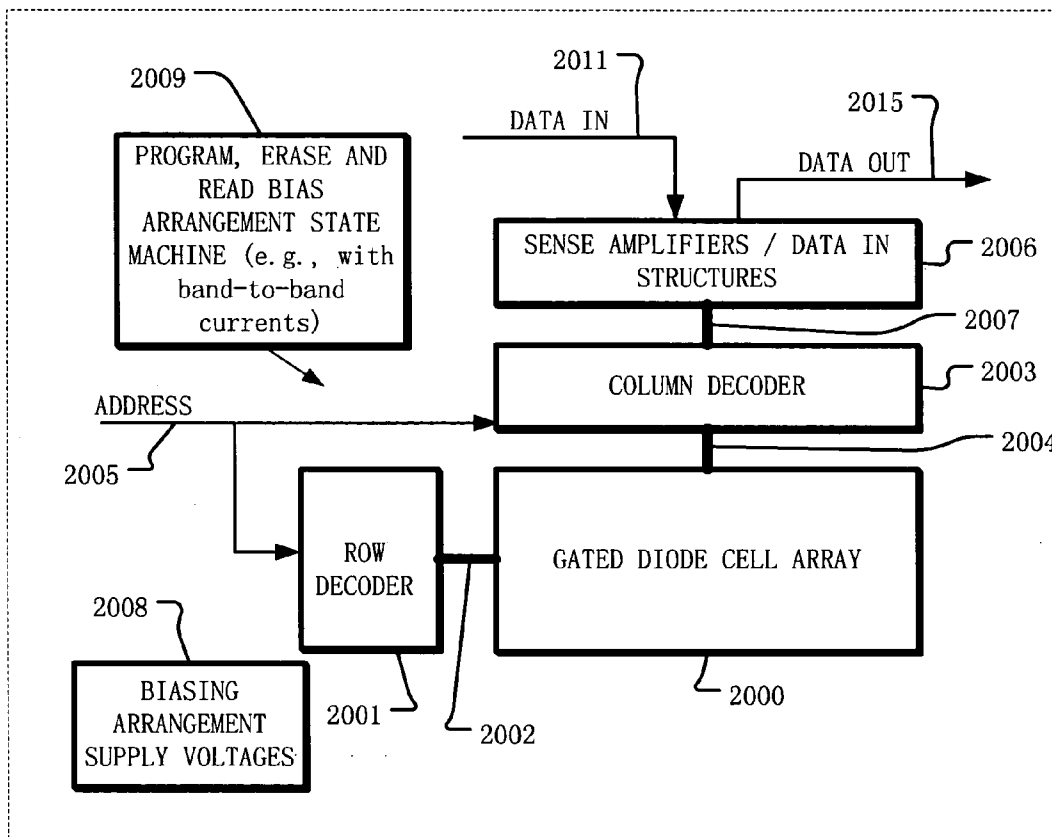 2009
2011
2015
DATA IN
DATA OUT
PROGRAM, ERASE AND
READ BIAS
ARRANGEMENT STATE
MACHINE (e.g., with
band-to-band
currents)
SENSE AMPLIFIERS / DATA IN
STRUCTURES
2006
2007
COLUMN DECODER
2003
ADDRESS
2005
2004
ROW
DECODER
GATED DIODE CELL ARRAY
2008
BIASING
ARRANGEMENT
SUPPLY VOLTAGES
2001
2002
2000